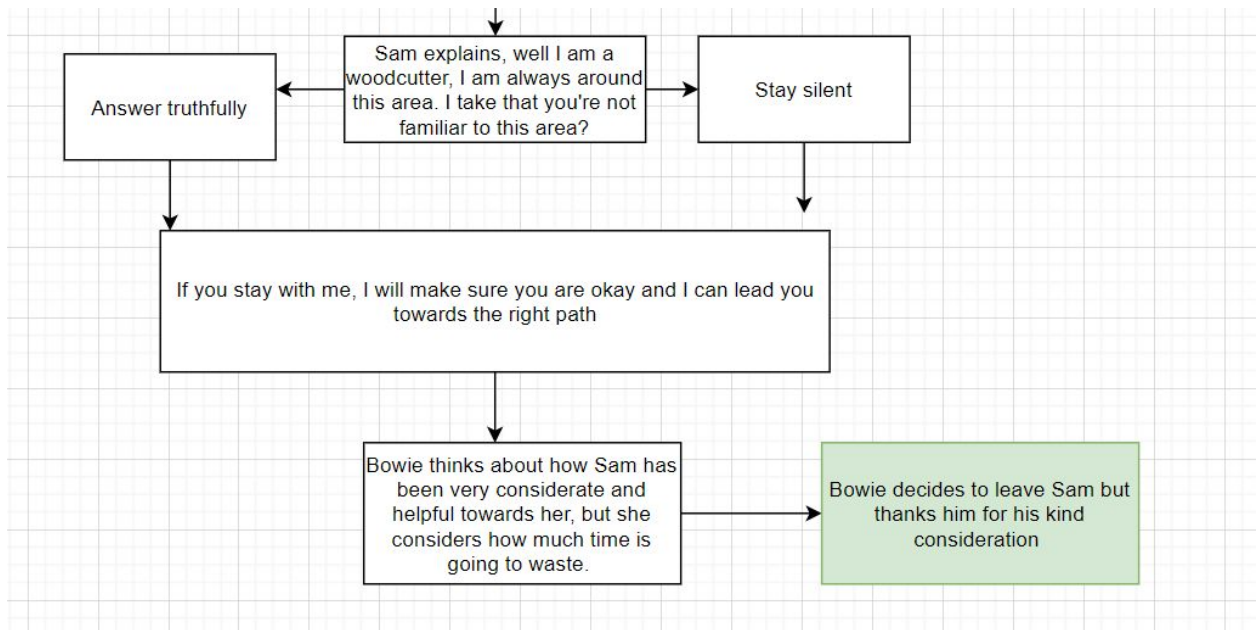 Sam explains, well I am a
woodcutter, I am always around
this area. I take that you're not
familiar to this area?
Answer truthfully
Stay silent
If you stay with me, I will make sure you are okay and I can lead you
towards the right path
Bowie thinks about how Sam has
been very considerate and
helpful towards her, but she
considers how much time is
going to waste.
Bowie decides to leave Sam but
thanks him for his kind
consideration